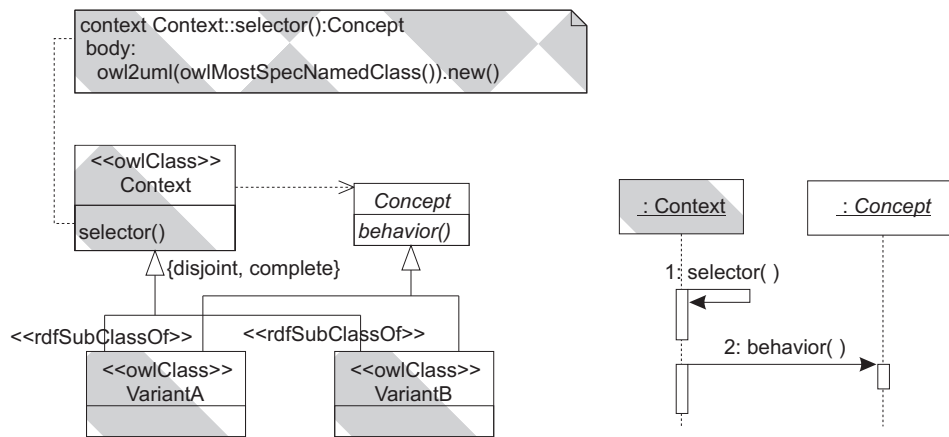 context Context::selector():Concept
body:
owl2uml(owlMostSpecNamedClass()).new()
<<owlClass>>
Context
selector()
Concept
behavior()
{disjoint, complete}
<<rdfSubClassOf>>
<<rdfSubClassOf>>
<<owlClass>>
VariantA
<<owlClass>>
VariantB
: Context
: Concept
1: selector( )
2: behavior( )